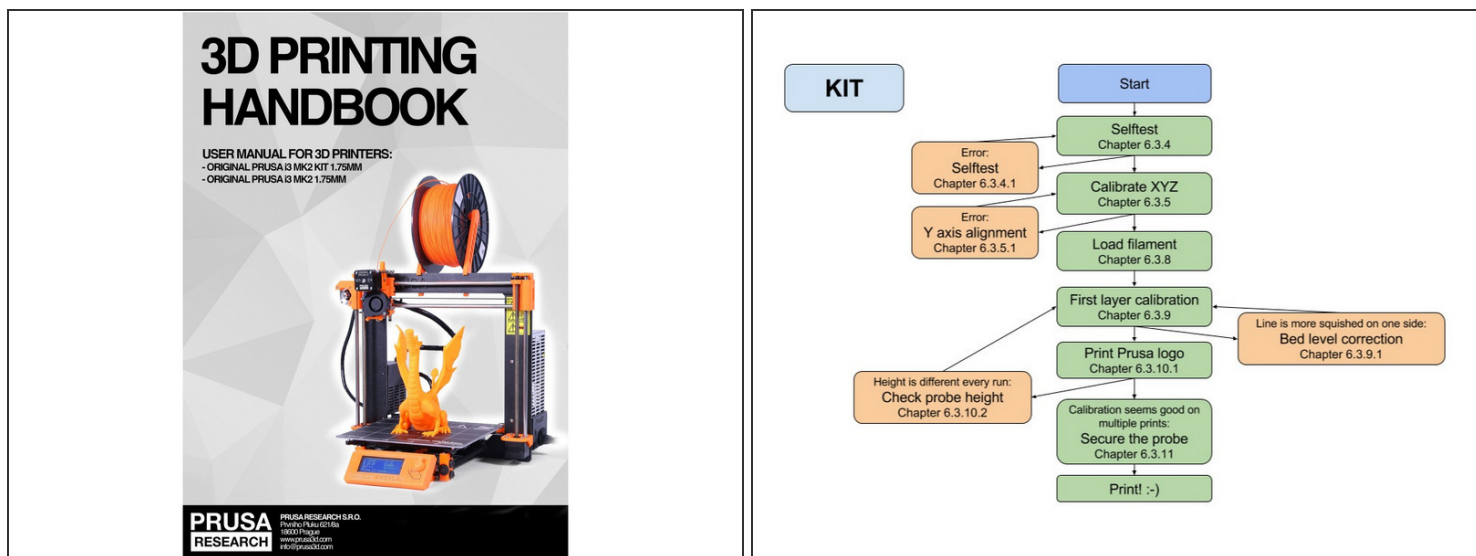 3D PRINTING
HANDBOOK
USER MANUAL FOR 3D PRINTERS:
- ORIGINAL PRUSA i3 MK2 KIT 1.75MM
- ORIGINAL PRUSA i3 MK2 1.75MM
PRUSA
RESEARCH
PRUSA RESEARCH S.R.O.
Prvniho Pluku 621/8a
18600 Prague
www.prusa3d.com
info@prusa3d.com
KIT
Start
Selftest
Chapter 6.3.4
Error:
Selftest
Chapter 6.3.4.1
Calibrate XYZ
Chapter 6.3.5
Error:
Y axis alignment
Chapter 6.3.5.1
Load filament
Chapter 6.3.8
First layer calibration
Chapter 6.3.9
Line is more squished on one side:
Bed level correction
Chapter 6.3.9.1
Print Prusa logo
Chapter 6.3.10.1
Height is different every run:
Check probe height
Chapter 6.3.10.2
Calibration seems good on
multiple prints:
Secure the probe
Chapter 6.3.11
Print! :-)